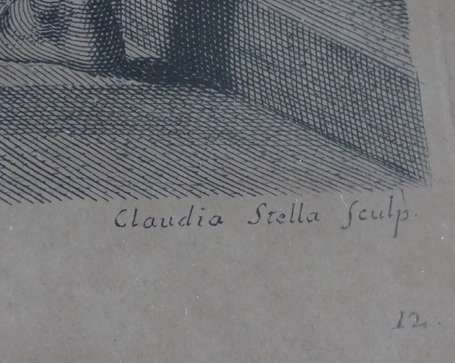 Claudia Stella ſculp.
12.